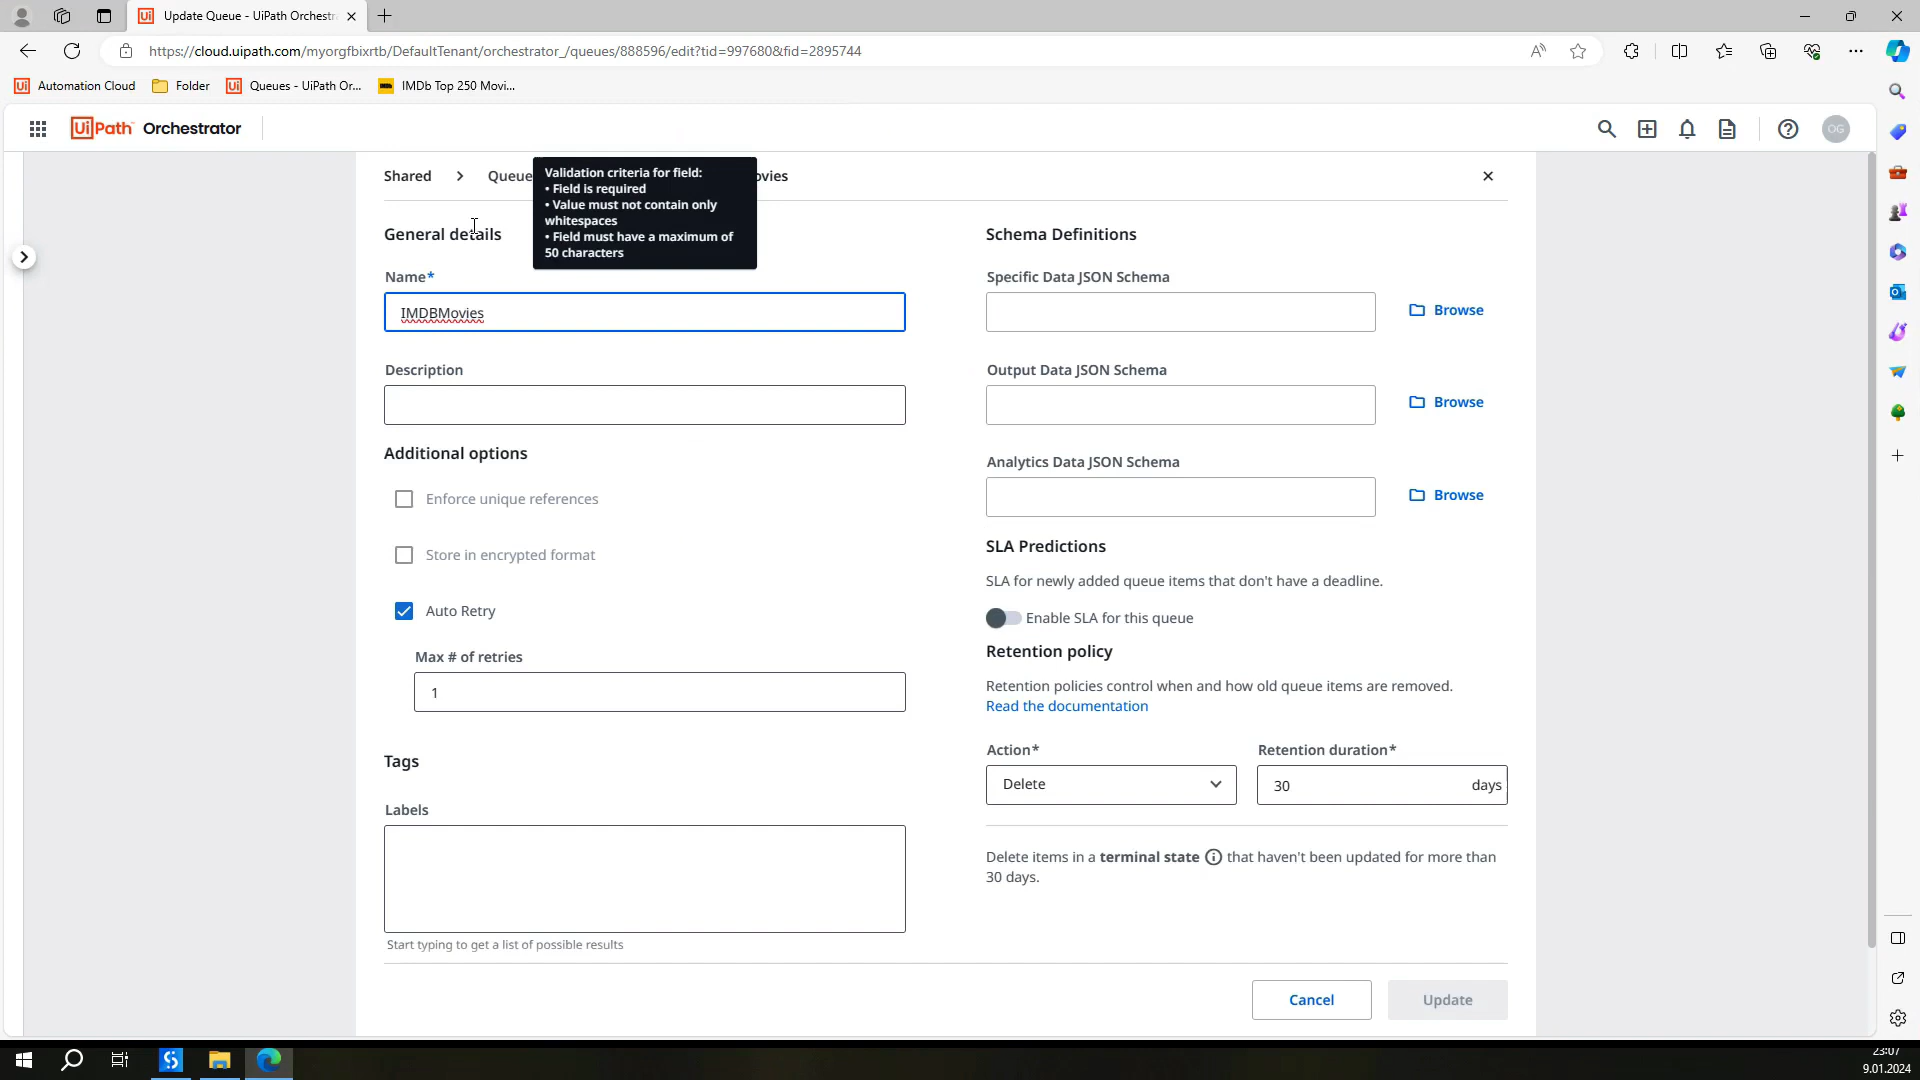 Update Queue - UiPath Orchestr
https://cloud.uipath.com/myorgfbixrtb/DefaultTenant/orchestrator_/queues/888596/edit?tid=997680&fid=2895744
Automation Cloud
Folder
Queues - UiPath Or...
IMDb Top 250 Movi...
UiPath Orchestrator
OG
Shared > Queue
ovies
Validation criteria for field:
• Field is required
• Value must not contain only
whitespaces
• Field must have a maximum of
50 characters
General details
Name*
IMDBMovies
Description
Additional options
Enforce unique references
Store in encrypted format
Auto Retry
Max # of retries
1
Tags
Labels
Start typing to get a list of possible results
Schema Definitions
Specific Data JSON Schema
Browse
Output Data JSON Schema
Browse
Analytics Data JSON Schema
Browse
SLA Predictions
SLA for newly added queue items that don't have a deadline.
Enable SLA for this queue
Retention policy
Retention policies control when and how old queue items are removed.
Read the documentation
Action*
Delete
Retention duration*
30 days
Delete items in a terminal state that haven't been updated for more than
30 days.
Cancel
Update
23:07
9.01.2024